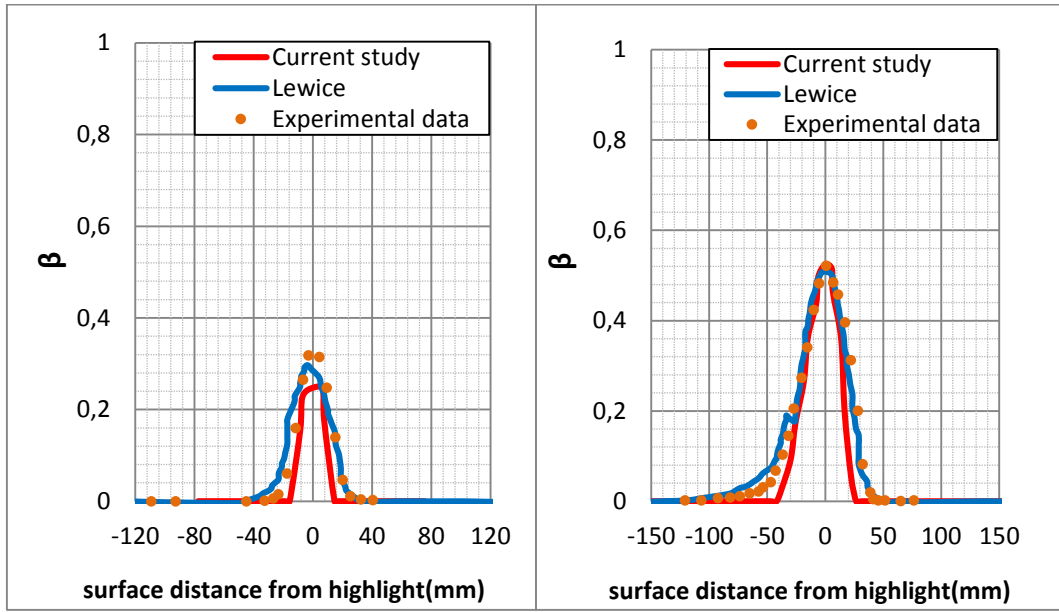 1
0,8
0,6
0,4
0,2
0
β
Current study
Lewice
Experimental data
-120 -80 -40 0 40 80 120
surface distance from highlight(mm)
1
0,8
0,6
0,4
0,2
0
β
Current study
Lewice
Experimental data
-150 -100 -50 0 50 100 150
surface distance from highlight(mm)